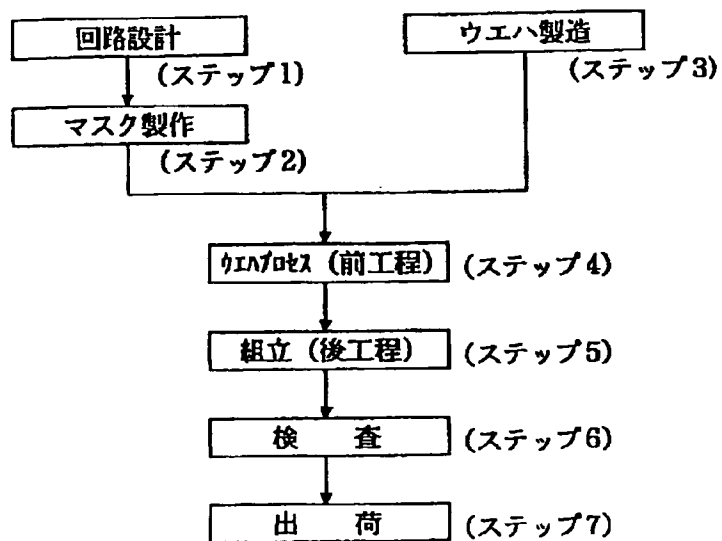 回路設計
(ステップ1)
マスク製作
(ステップ2)
ウエハ製造
(ステップ3)
ウエハプロセス (前工程)
(ステップ4)
組立 (後工程)
(ステップ5)
検 査
(ステップ6)
出 荷
(ステップ7)